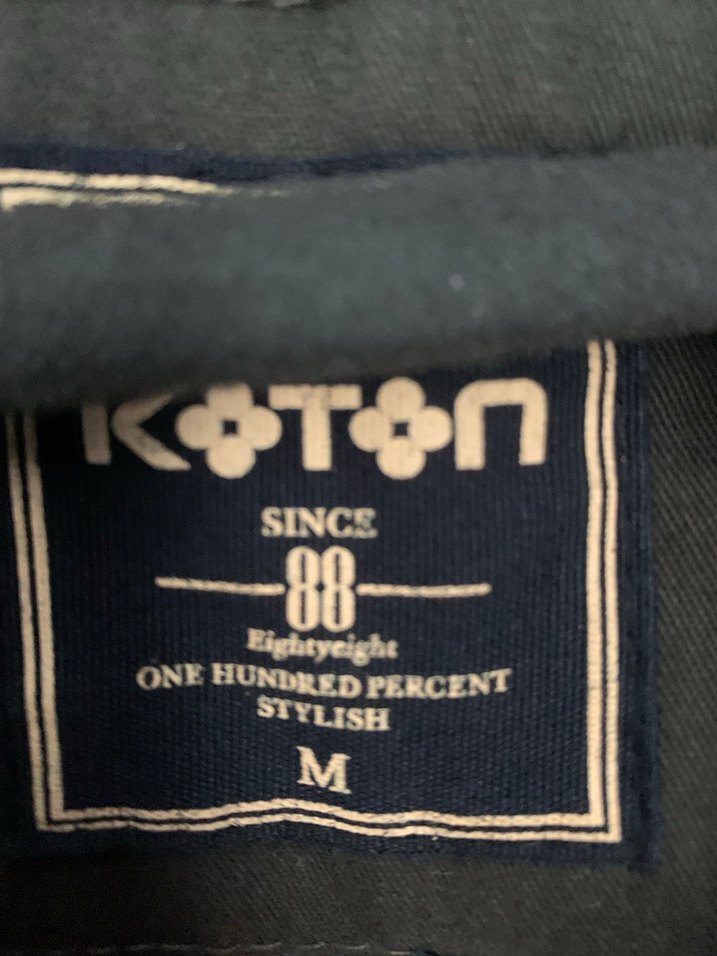 KOTON
SINCE
88
Eightyeight
ONE HUNDRED PERCENT
STYLISH
M